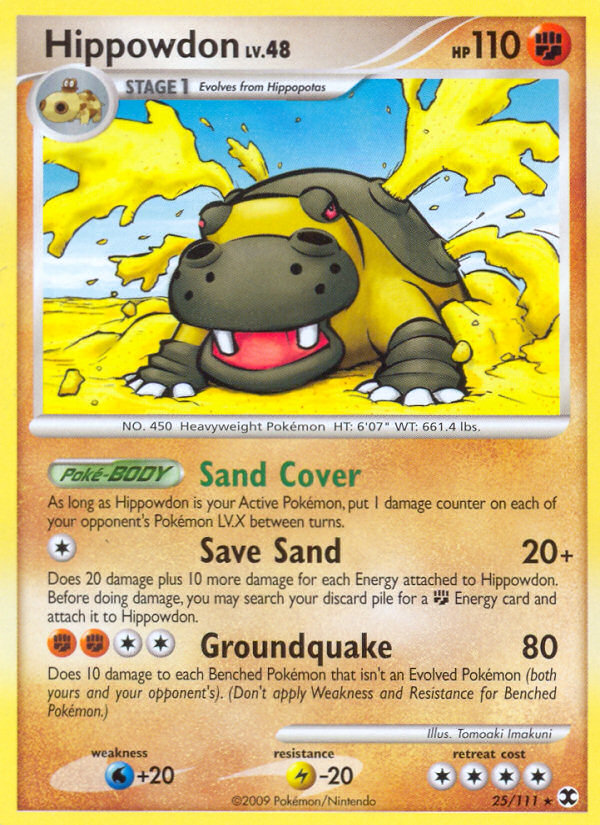 Hippowdon LV.48 HP 110
STAGE 1 Evolves from Hippopotas
NO. 450 Heavyweight Pokémon HT: 6'07" WT: 661.4 lbs.
Poké-BODY Sand Cover
As long as Hippowdon is your Active Pokémon, put 1 damage counter on each of
your opponent's Pokémon LV.X between turns.
Save Sand 20+
Does 20 damage plus 10 more damage for each Energy attached to Hippowdon.
Before doing damage, you may search your discard pile for a Energy card and
attach it to Hippowdon.
Groundquake 80
Does 10 damage to each Benched Pokémon that isn't an Evolved Pokémon (both
yours and your opponent's). (Don't apply Weakness and Resistance for Benched
Pokémon.)
Illus. Tomoaki Imakuni
weakness resistance retreat cost
+20 -20
©2009 Pokémon/Nintendo 25/111 ★